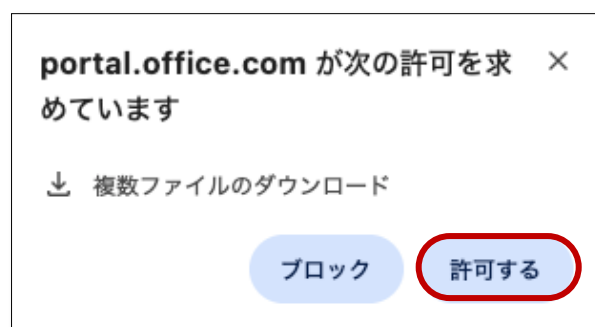 portal.office.com が次の許可を求
めています
複数ファイルのダウンロード
ブロック
許可する